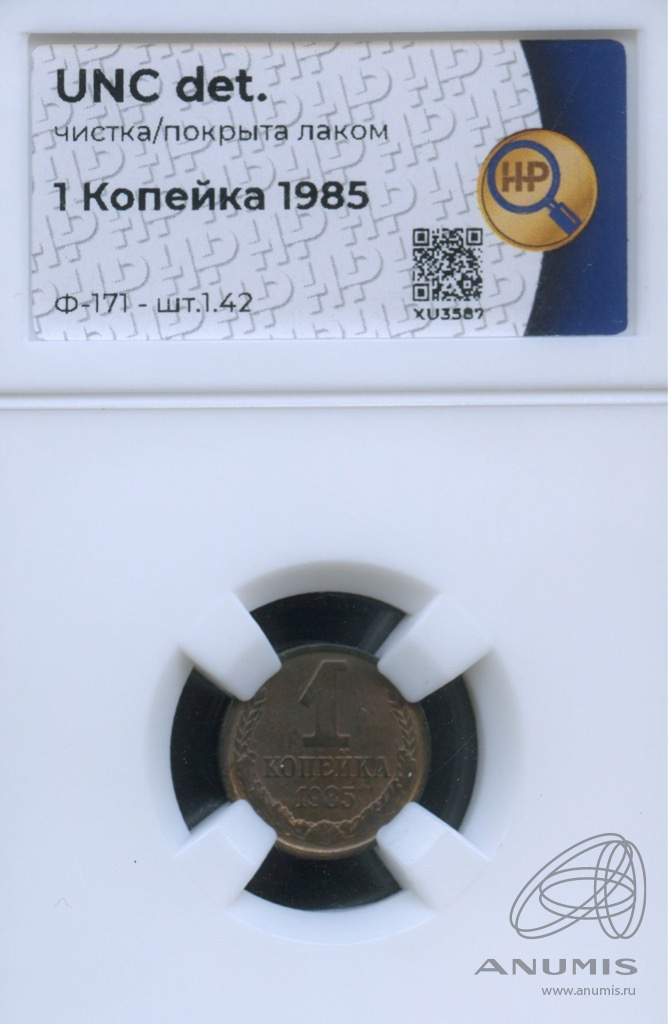 UNC det.
чистка/покрыта лаком
1 Копейка 1985
НР
Ф-171 - шт.1.42
XU3587
1
КОПЕЙКА
1985
ANUMIS
www.anumis.ru